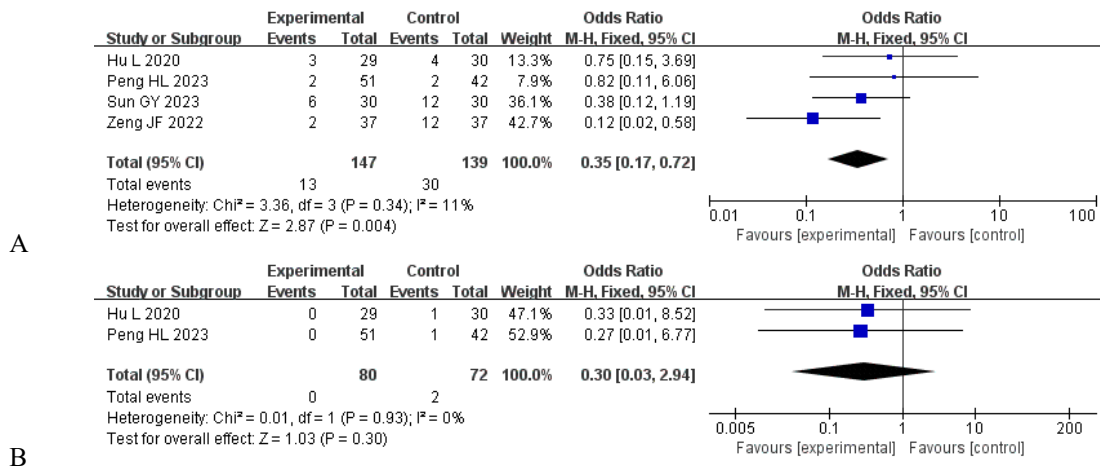 Experimental Control Odds Ratio Odds Ratio
Study or Subgroup Events Total Events Total Weight M-H, Fixed, 95% CI M-H, Fixed, 95% CI
Hu L 2020 3 29 4 30 13.3% 0.75 [0.15, 3.69]
Peng HL 2023 2 51 2 42 7.9% 0.82 [0.11, 6.06]
Sun GY 2023 6 30 12 30 36.1% 0.38 [0.12, 1.19]
Zeng JF 2022 2 37 12 37 42.7% 0.12 [0.02, 0.58]
Total (95% CI) 147 139 100.0% 0.35 [0.17, 0.72]
Total events 13 30
Heterogeneity: Chi² = 3.36, df = 3 (P = 0.34); I² = 11%
Test for overall effect: Z = 2.87 (P = 0.004)
0.01 0.1 1 10 100
Favours [experimental] Favours [control]
A
Experimental Control Odds Ratio Odds Ratio
Study or Subgroup Events Total Events Total Weight M-H, Fixed, 95% CI M-H, Fixed, 95% CI
Hu L 2020 0 29 1 30 47.1% 0.33 [0.01, 8.52]
Peng HL 2023 0 51 1 42 52.9% 0.27 [0.01, 6.77]
Total (95% CI) 80 72 100.0% 0.30 [0.03, 2.94]
Total events 0 2
Heterogeneity: Chi² = 0.01, df = 1 (P = 0.93); I² = 0%
Test for overall effect: Z = 1.03 (P = 0.30)
0.005 0.1 1 10 200
Favours [experimental] Favours [control]
B